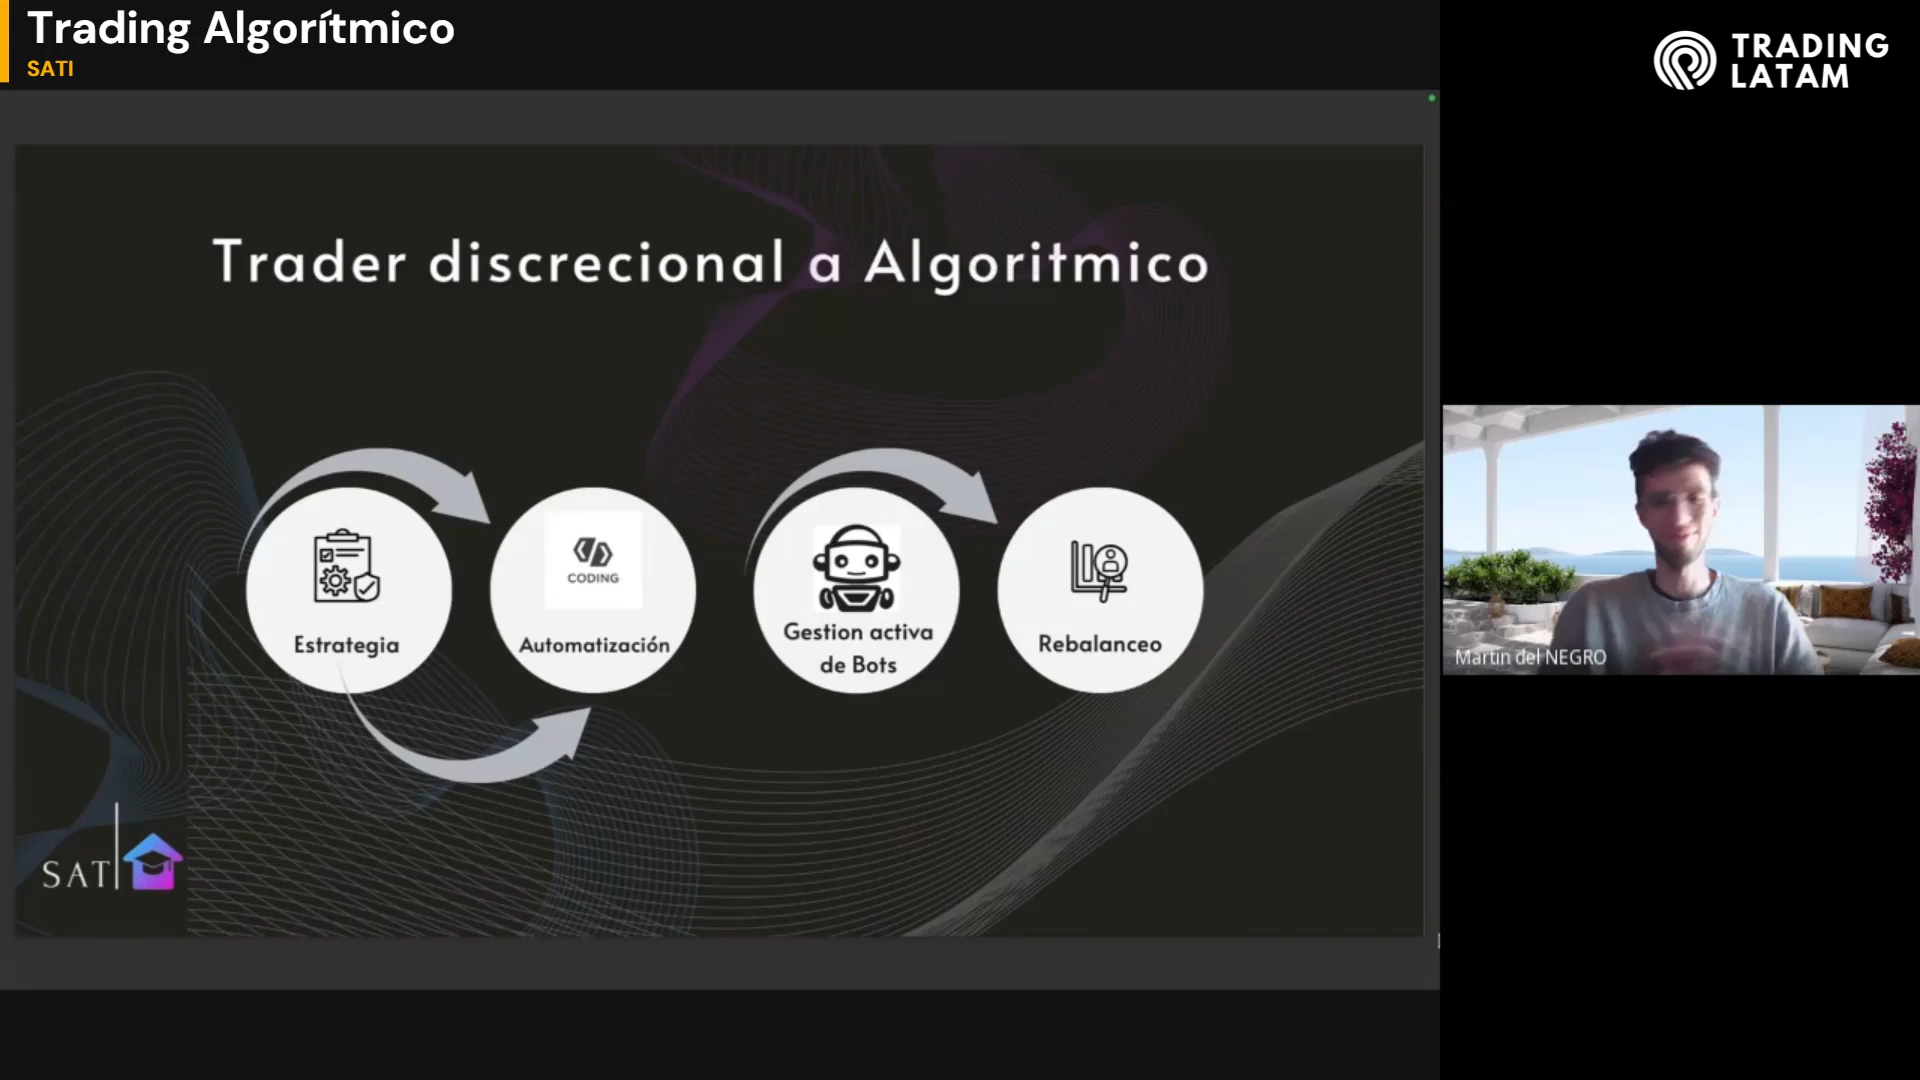 Trading Algorítmico
SATI
TRADING
LATAM
Trader discrecional a Algoritmico
Estrategia
CODING
Automatización
Gestion activa
de Bots
Rebalanceo
Martin del NEGRO
SATI